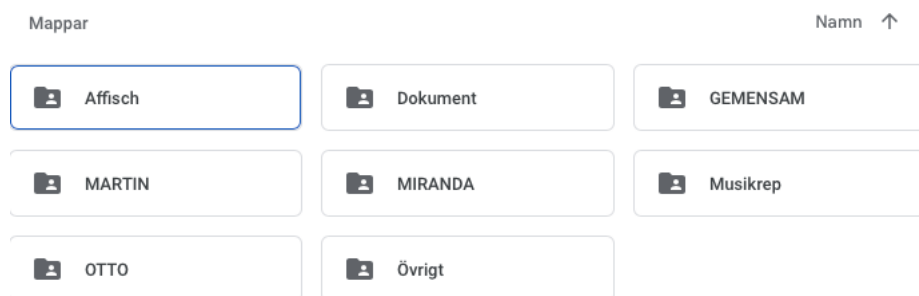 Mappar Namn
Affisch Dokument GEMENSAM
MARTIN MIRANDA Musikrep
OTTO Övrigt